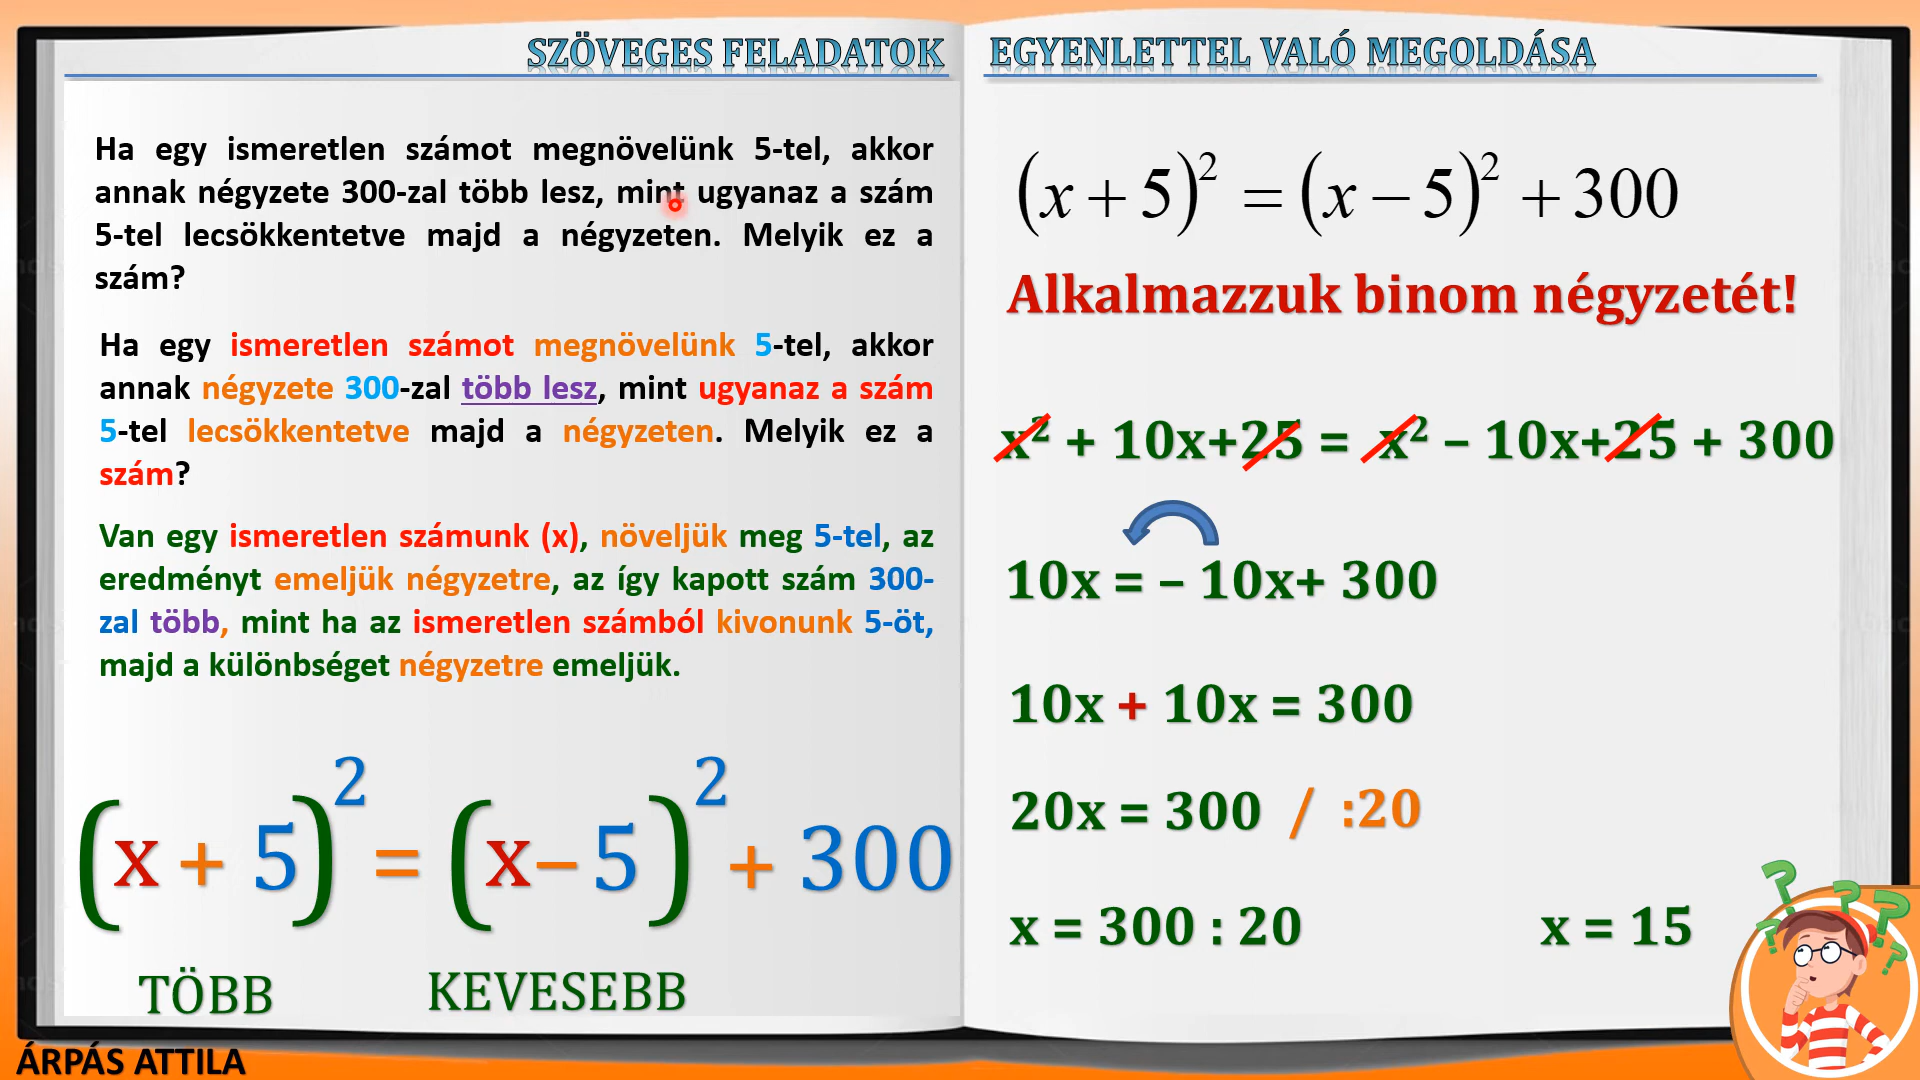 SZÖVEGES FELADATOK
Ha egy ismeretlen számot megnövelünk 5-tel, akkor
annak négyzete 300-zal több lesz, mint ugyanaz a szám
5-tel lecsökkentetve majd a négyzeten. Melyik ez a
szám?
Ha egy ismeretlen számot megnövelünk 5-tel, akkor
annak négyzete 300-zal több lesz, mint ugyanaz a szám
5-tel lecsökkentetve majd a négyzeten. Melyik ez a
szám?
Van egy ismeretlen számunk (x), növeljük meg 5-tel, az
eredményt emeljük négyzetre, az így kapott szám 300-
zal több, mint ha az ismeretlen számból kivonunk 5-öt,
majd a különbséget négyzetre emeljük.
(x + 5)² = (x – 5)² + 300
TÖBB KEVESEBB
EGYENLETTEL VALÓ MEGOLDÁSA
(x + 5)² = (x − 5)² + 300
Alkalmazzuk binom négyzetét!
x² + 10x+25 = x² – 10x+25 + 300
10x = – 10x+ 300
10x + 10x = 300
20x = 300 / :20
x = 300 : 20 x = 15
ÁRPÁS ATTILA